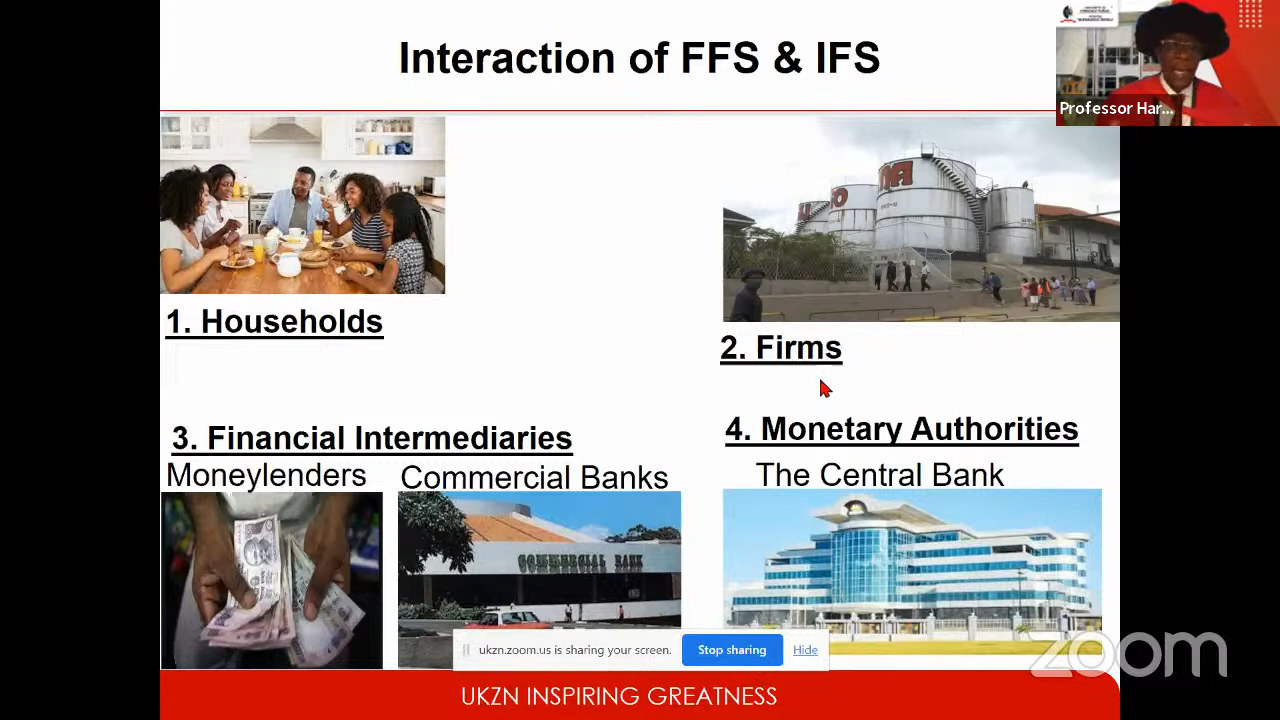 Interaction of FFS & IFS
Professor Har...
1. Households
2. Firms
3. Financial Intermediaries
Moneylenders
Commercial Banks
4. Monetary Authorities
The Central Bank
COMMERCIAL BANK
ukzn.zoom.us is sharing your screen.
Stop sharing
Hide
zoom
UKZN INSPIRING GREATNESS